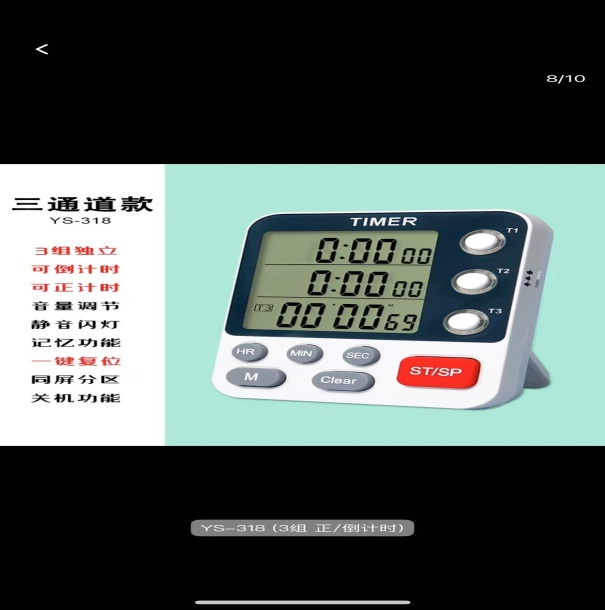 <
8/10
三通道款
YS-318
3组独立
可倒计时
可正计时
音量调节
静音闪灯
记忆功能
一键复位
同屏分区
关机功能
TIMER
T1
0:00 00
T2
0:00 00
T3
T3 00'00"69
HR MIN SEC
M Clear ST/SP
YS-318 (3组 正/倒计时)